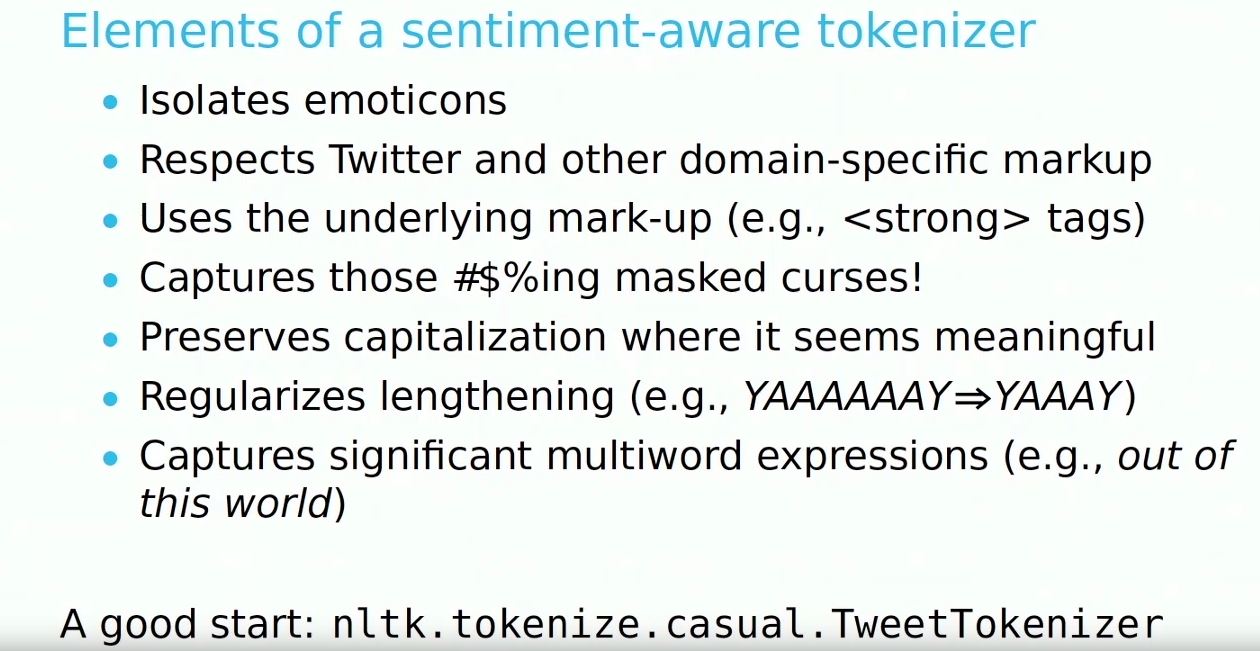 Elements of a sentiment-aware tokenizer
• Isolates emoticons
• Respects Twitter and other domain-specific markup
• Uses the underlying mark-up (e.g., <strong> tags)
• Captures those #$%ing masked curses!
• Preserves capitalization where it seems meaningful
• Regularizes lengthening (e.g., YAAAAAAY⇒YAAAY)
• Captures significant multiword expressions (e.g., out of
this world)
A good start: nltk.tokenize.casual.TweetTokenizer